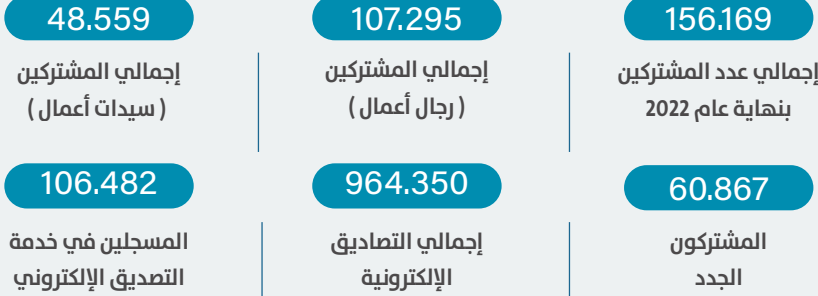 156.169
إجمالي عدد المشتركين
بنهاية عام 2022
107.295
إجمالي المشتركين
( رجال أعمال )
48.559
إجمالي المشتركين
( سيدات أعمال )
60.867
المشتركون
الجدد
964.350
إجمالي التصاديق
الإلكترونية
106.482
المسجلين في خدمة
التصديق الإلكتروني